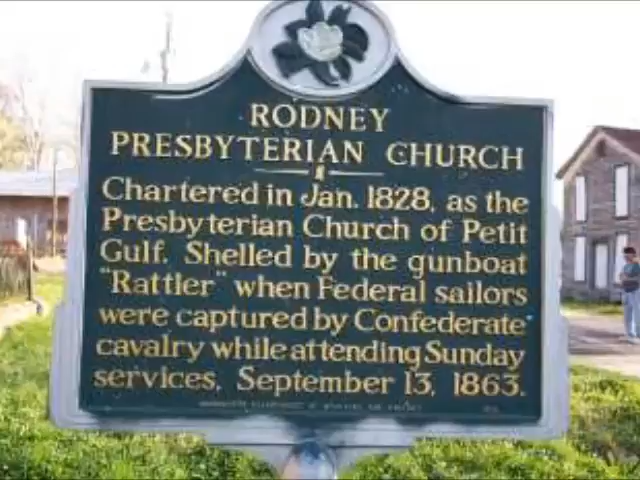 RODNEY
PRESBYTERIAN CHURCH
Chartered in Jan. 1828, as the
Presbyterian Church of Petit
Gulf. Shelled by the gunboat
"Rattler" when Federal sailors
were captured by Confederate
cavalry while attending Sunday
services, September 13, 1863.